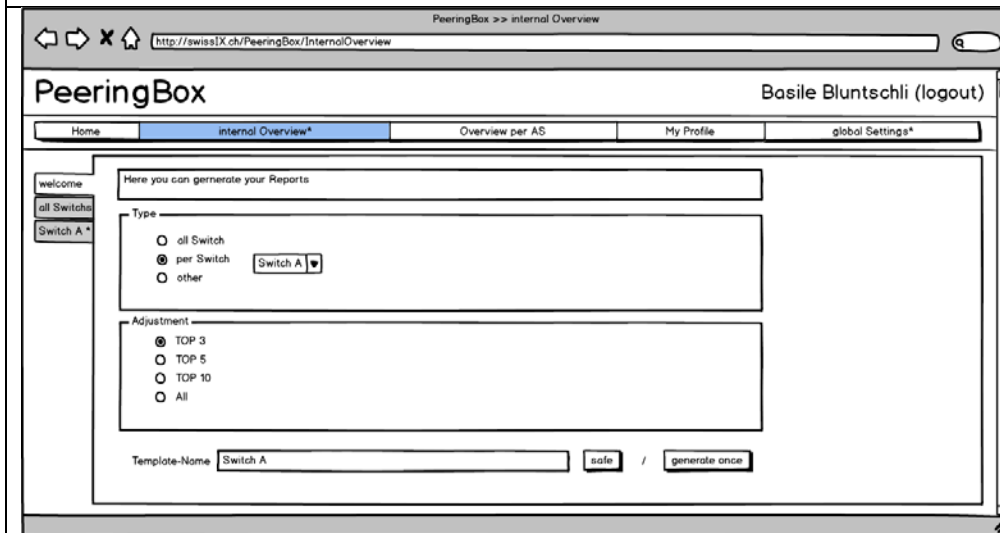 PeeringBox >> internal Overview
http://swissIX.ch/PeeringBox/InternalOverview
PeeringBox
Basile Bluntschli (logout)
Home internal Overview* Overview per AS My Profile global Settings*
welcome
all Switchs
Switch A *
Here you can gernerate your Reports
Type
all Switch
per Switch Switch A
other
Adjustment
TOP 3
TOP 5
TOP 10
All
Template-Name Switch A safe / generate once